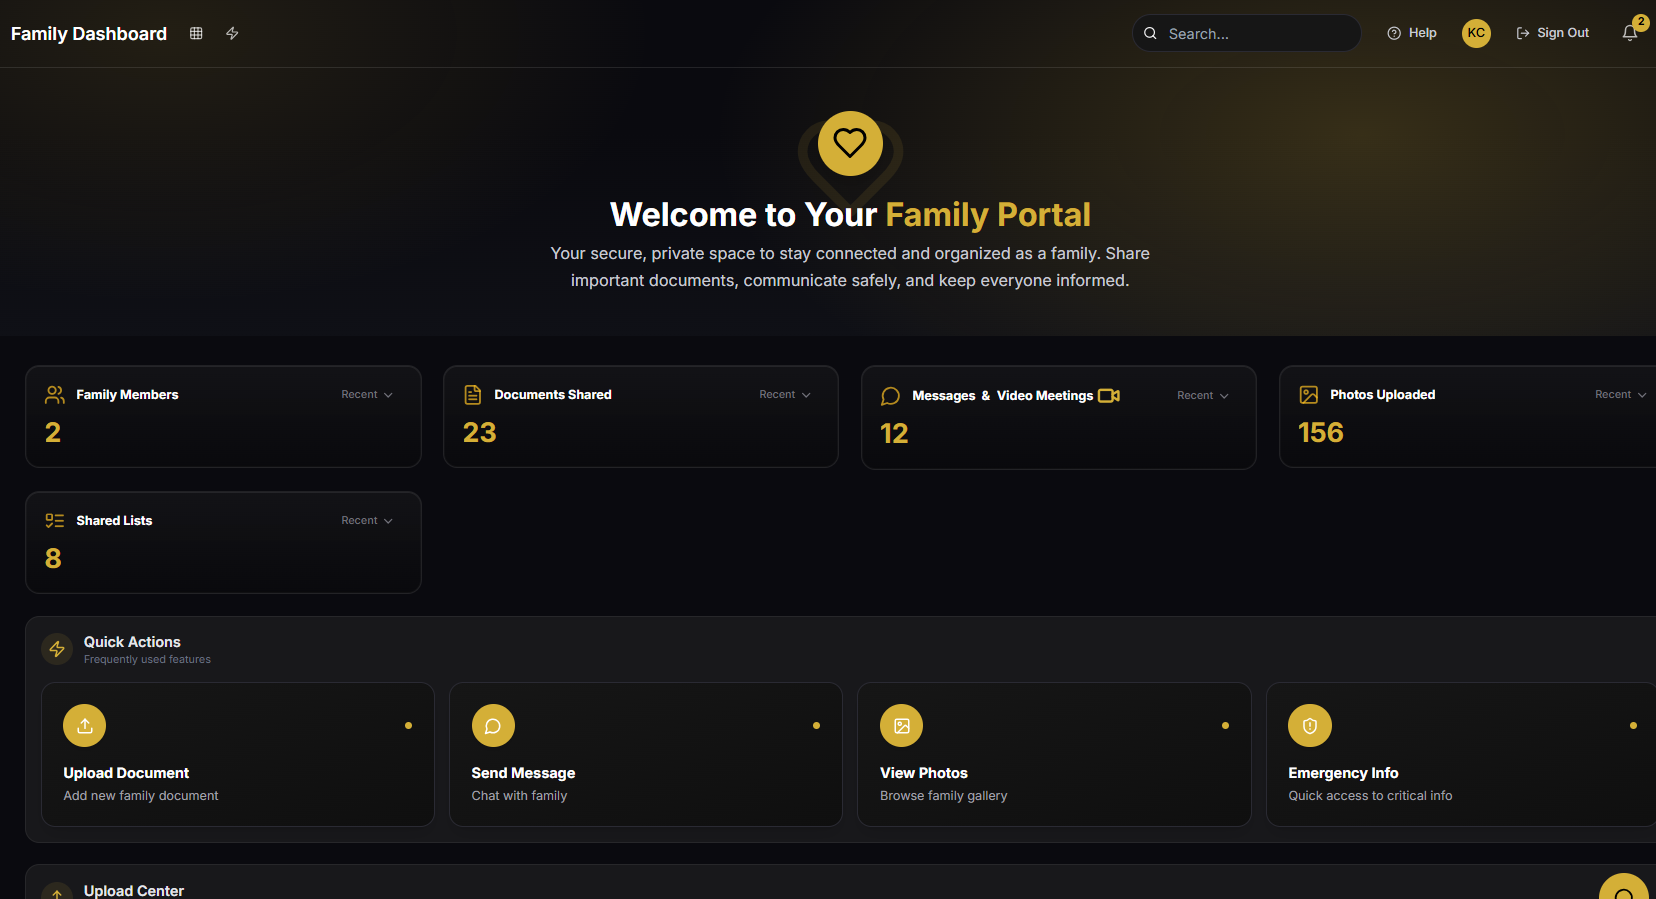 Family Dashboard
Search...
Help
KC
Sign Out
2
Welcome to Your Family Portal
Your secure, private space to stay connected and organized as a family. Share
important documents, communicate safely, and keep everyone informed.
Family Members
Recent
2
Documents Shared
Recent
23
Messages & Video Meetings
Recent
12
Photos Uploaded
Recent
156
Shared Lists
Recent
8
Quick Actions
Frequently used features
Upload Document
Add new family document
Send Message
Chat with family
View Photos
Browse family gallery
Emergency Info
Quick access to critical info
Upload Center